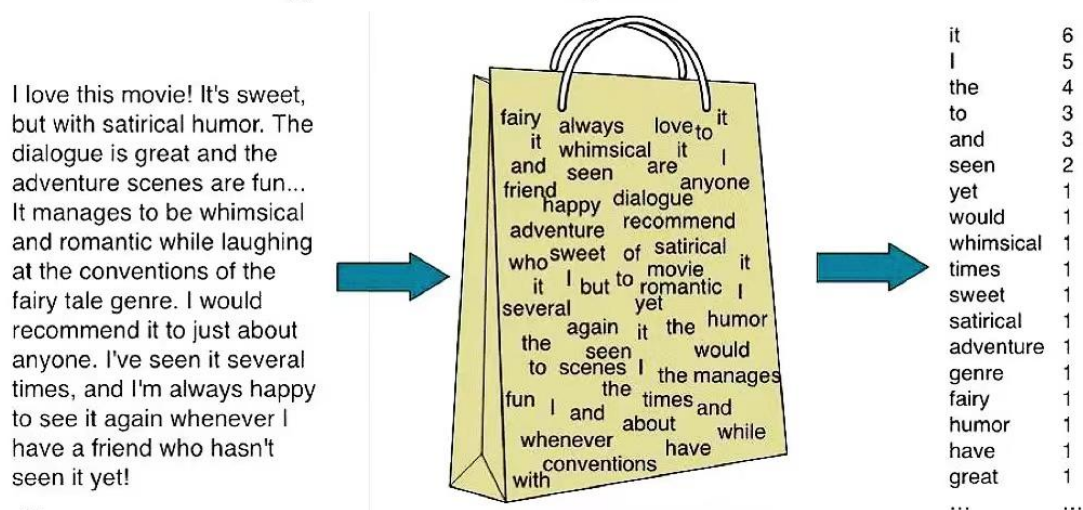 I love this movie! It's sweet,
but with satirical humor. The
dialogue is great and the
adventure scenes are fun...
It manages to be whimsical
and romantic while laughing
at the conventions of the
fairy tale genre. I would
recommend it to just about
anyone. I've seen it several
times, and I'm always happy
to see it again whenever I
have a friend who hasn't
seen it yet!
fairy always love to it
it whimsical it I
and seen are
friend anyone
happy dialogue
adventure recommend
who sweet of satirical
it I but to movie it
romantic I
several yet
again it the humor
the seen would
to scenes I the manages
fun the times and
I and about
whenever have while
conventions
with
it 6
I 5
the 4
to 3
and 3
seen 2
yet 1
would 1
whimsical 1
times 1
sweet 1
satirical 1
adventure 1
genre 1
fairy 1
humor 1
have 1
great 1
... ...